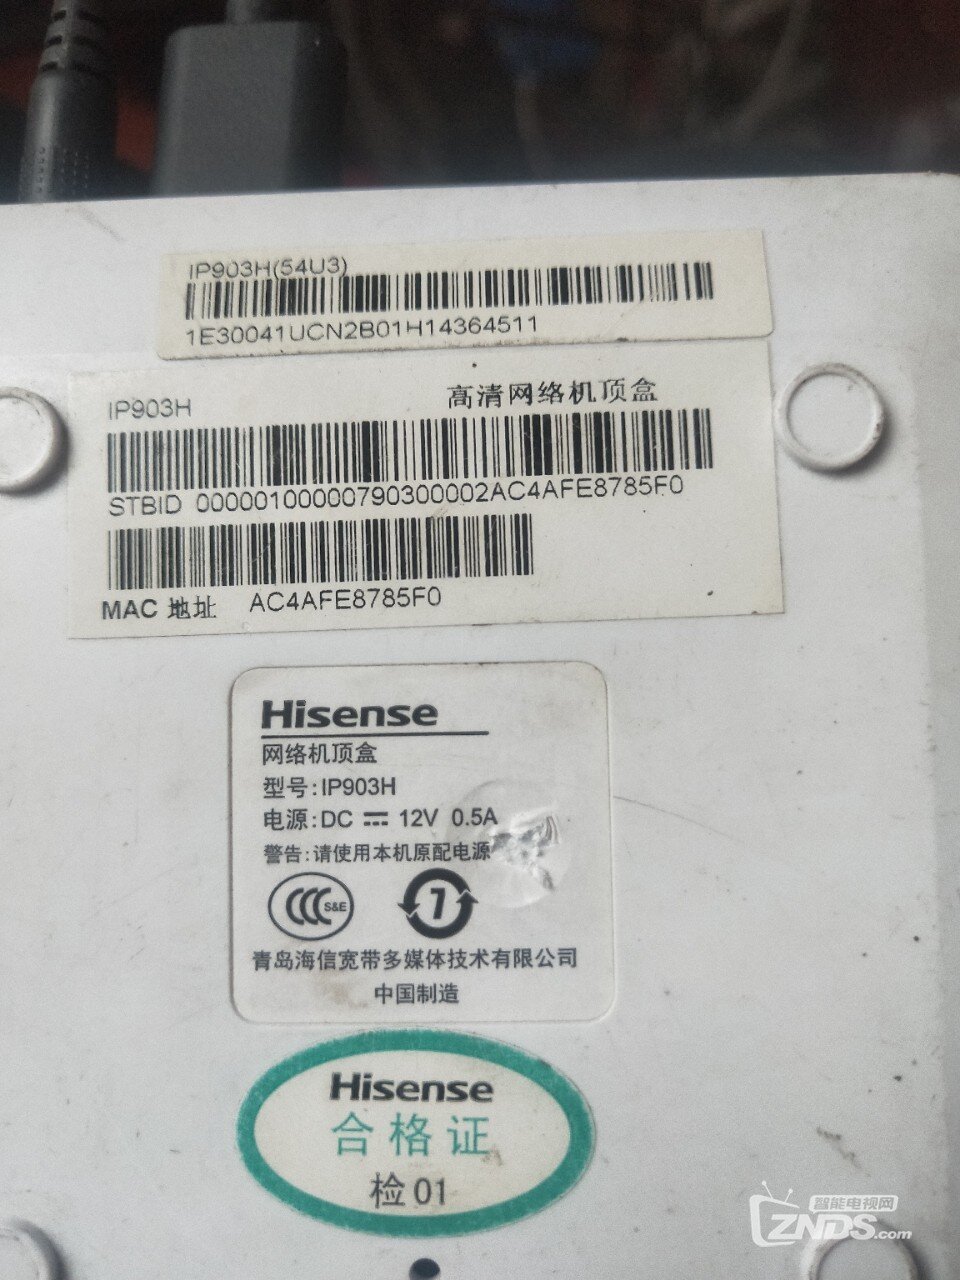 IP903H(54U3)
1E30041UCN2B01H14364511
IP903H 高清网络机顶盒
STBID 00000100000790300002AC4AFE8785F0
MAC 地址 AC4AFE8785F0
Hisense
网络机顶盒
型号:IP903H
电源:DC 12V 0.5A
警告:请使用本机原配电源
S&E
7
青岛海信宽带多媒体技术有限公司
中国制造
Hisense
合格证
检01
智能电视网
ZNDS.com